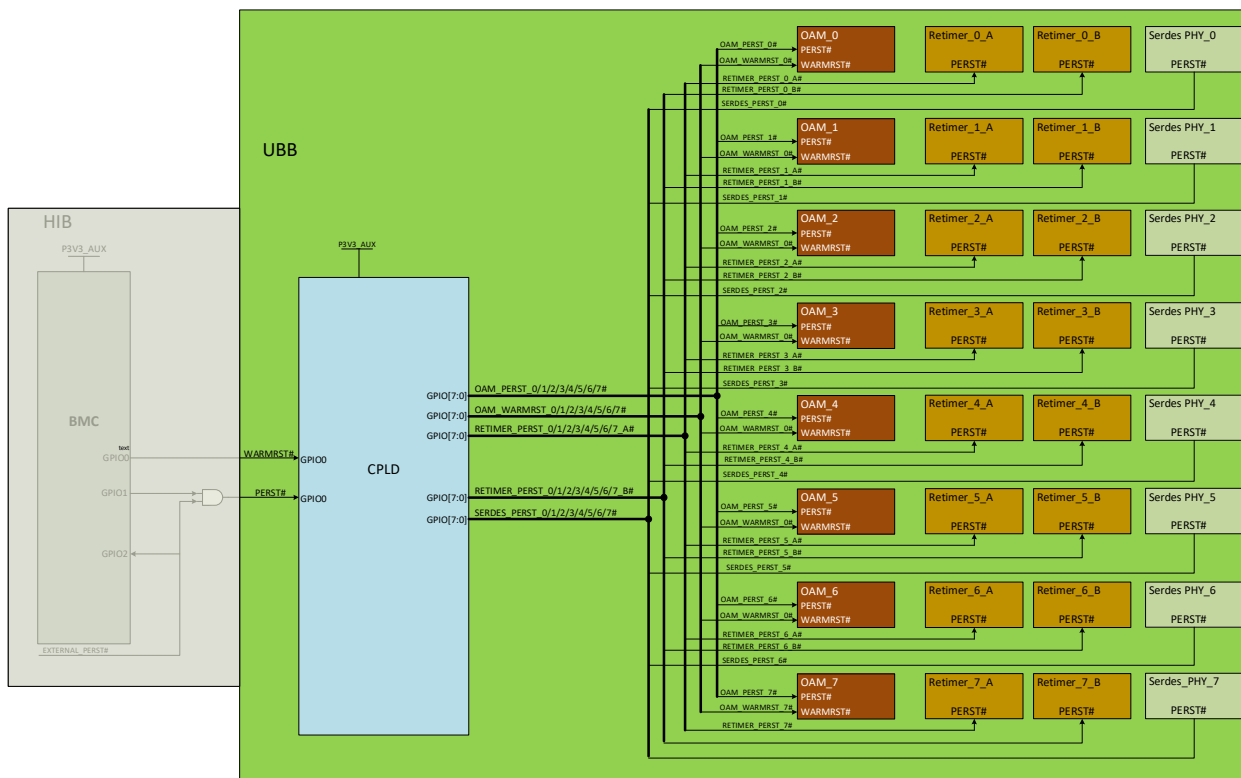 UBB
HIB
P3V3_AUX
BMC
text
GPIO0
GPIO1
GPIO2
EXTERNAL_PERST#
WARMRST#
PERST#
P3V3_AUX
GPIO0
GPIO0
CPLD
GPIO[7:0]
GPIO[7:0]
GPIO[7:0]
GPIO[7:0]
GPIO[7:0]
OAM_PERST_0/1/2/3/4/5/6/7#
OAM_WARMRST_0/1/2/3/4/5/6/7#
RETIMER_PERST_0/1/2/3/4/5/6/7_A#
RETIMER_PERST_0/1/2/3/4/5/6/7_B#
SERDES_PERST_0/1/2/3/4/5/6/7#
OAM_PERST_0#
OAM_WARMRST_0#
RETIMER_PERST_0_A#
RETIMER_PERST_0_B#
SERDES_PERST_0#
OAM_0
PERST#
WARMRST#
Retimer_0_A
PERST#
Retimer_0_B
PERST#
Serdes PHY_0
PERST#
OAM_PERST_1#
OAM_WARMRST_0#
RETIMER_PERST_1_A#
RETIMER_PERST_1_B#
SERDES_PERST_1#
OAM_1
PERST#
WARMRST#
Retimer_1_A
PERST#
Retimer_1_B
PERST#
Serdes PHY_1
PERST#
OAM_PERST_2#
OAM_WARMRST_0#
RETIMER_PERST_2_A#
RETIMER_PERST_2_B#
SERDES_PERST_2#
OAM_2
PERST#
WARMRST#
Retimer_2_A
PERST#
Retimer_2_B
PERST#
Serdes PHY_2
PERST#
OAM_PERST_3#
OAM_WARMRST_0#
RETIMER_PERST_3_A#
RETIMER_PERST_3_B#
SERDES_PERST_3#
OAM_3
PERST#
WARMRST#
Retimer_3_A
PERST#
Retimer_3_B
PERST#
Serdes PHY_3
PERST#
OAM_PERST_4#
OAM_WARMRST_0#
RETIMER_PERST_4_A#
RETIMER_PERST_4_B#
SERDES_PERST_4#
OAM_4
PERST#
WARMRST#
Retimer_4_A
PERST#
Retimer_4_B
PERST#
Serdes PHY_4
PERST#
OAM_PERST_5#
OAM_WARMRST_0#
RETIMER_PERST_5_A#
RETIMER_PERST_5_B#
SERDES_PERST_5#
OAM_5
PERST#
WARMRST#
Retimer_5_A
PERST#
Retimer_5_B
PERST#
Serdes PHY_5
PERST#
OAM_PERST_6#
OAM_WARMRST_0#
RETIMER_PERST_6_A#
RETIMER_PERST_6_B#
SERDES_PERST_6#
OAM_6
PERST#
WARMRST#
Retimer_6_A
PERST#
Retimer_6_B
PERST#
Serdes PHY_6
PERST#
OAM_PERST_7#
OAM_WARMRST_7#
RETIMER_PERST_7#
OAM_7
PERST#
WARMRST#
Retimer_7_A
PERST#
Retimer_7_B
PERST#
Serdes_PHY_7
PERST#